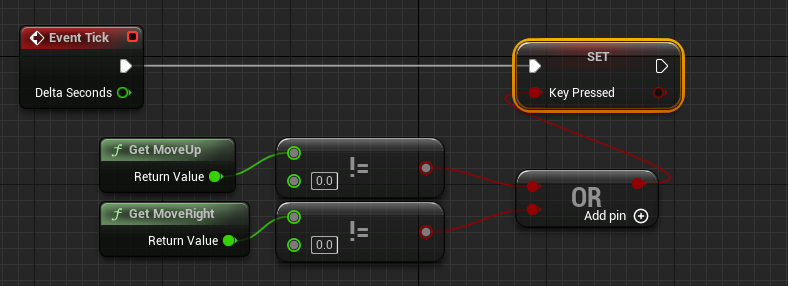 Event Tick
Delta Seconds
SET
Key Pressed
f Get MoveUp
Return Value
!=
0.0
f Get MoveRight
Return Value
!=
0.0
OR
Add pin